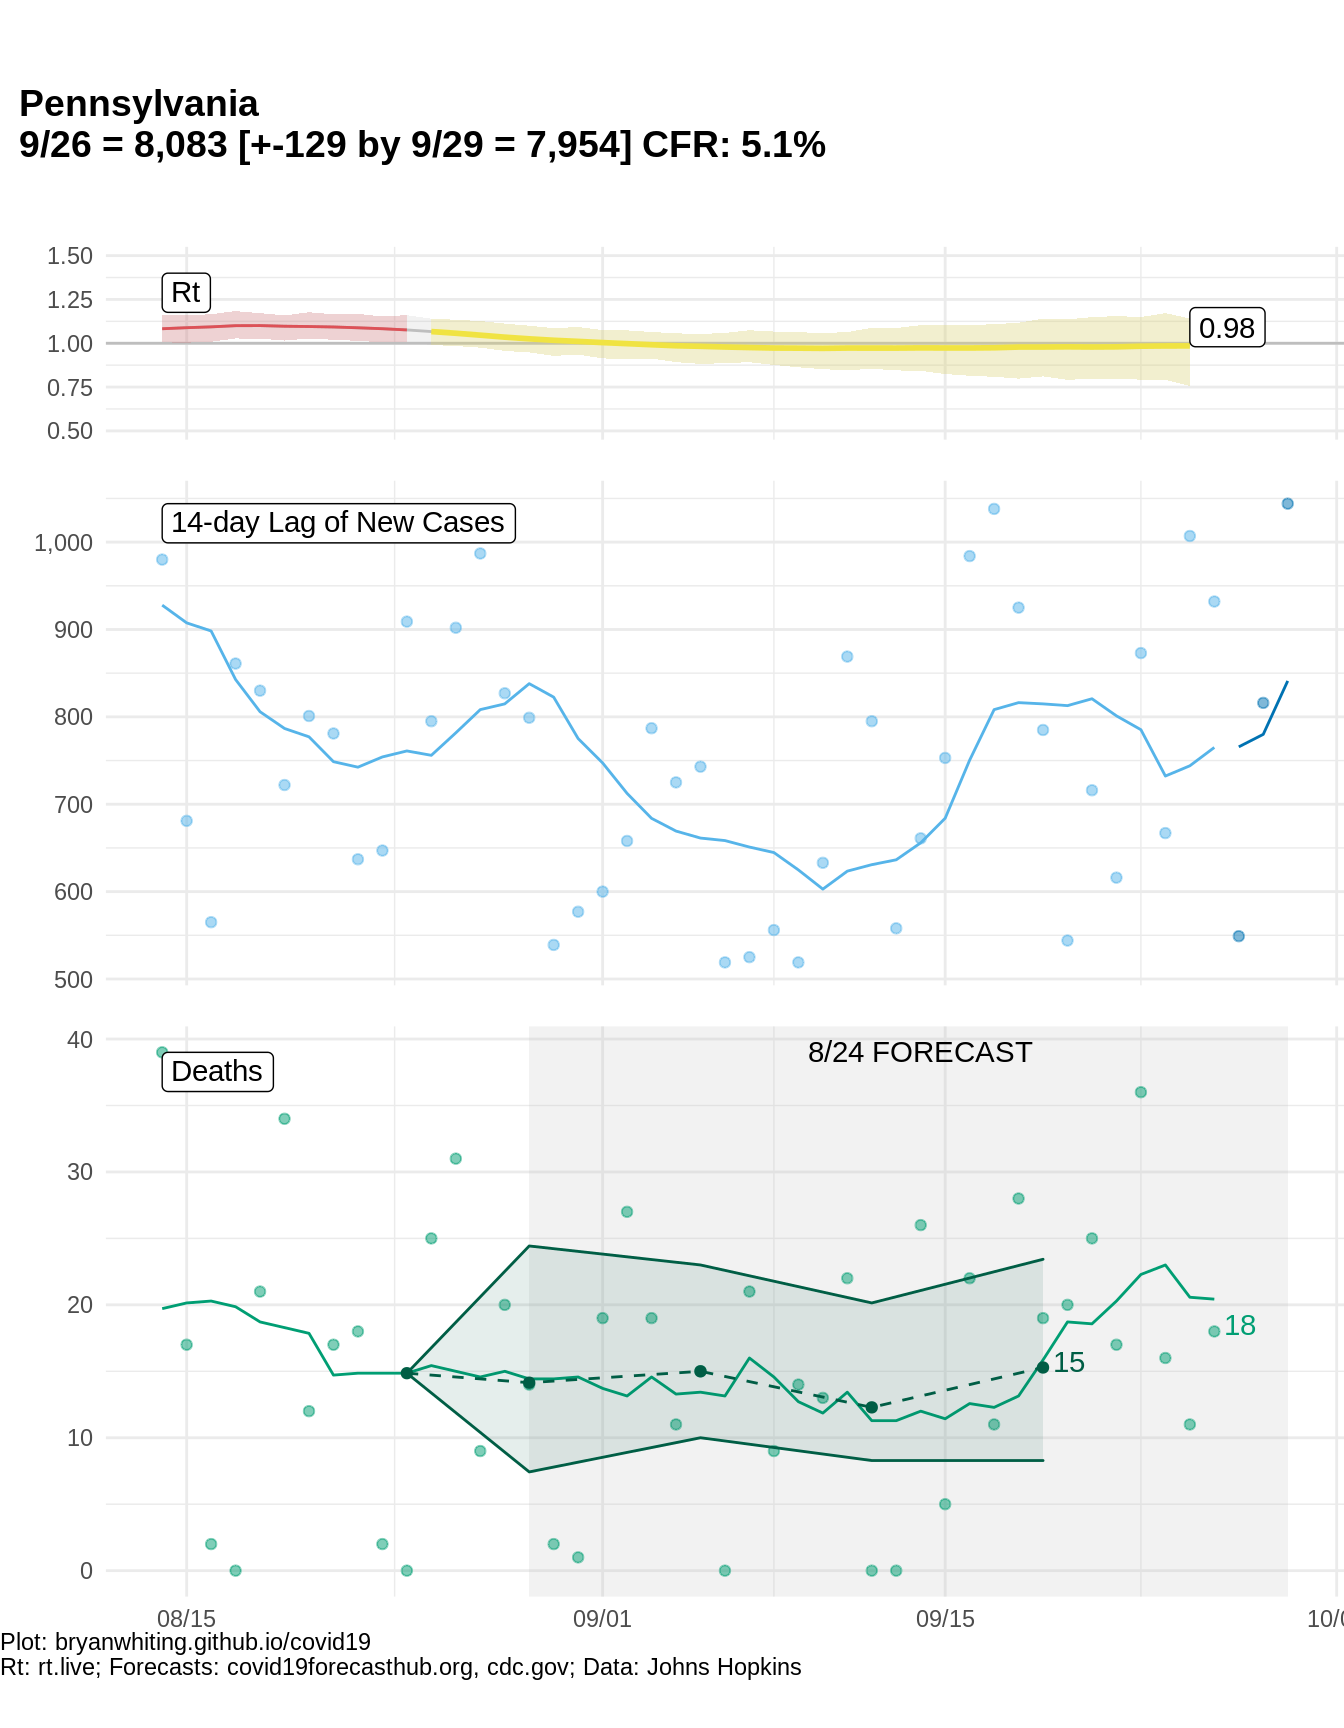 Pennsylvania
9/26 = 8,083 [+-129 by 9/29 = 7,954] CFR: 5.1%
1.50
1.25
1.00
0.75
0.50
Rt
0.98
14-day Lag of New Cases
1,000
900
800
700
600
500
40
30
20
10
0
Deaths
8/24 FORECAST
18
15
08/15 09/01 09/15 10/0
Plot: bryanwhiting.github.io/covid19
Rt: rt.live; Forecasts: covid19forecasthub.org, cdc.gov; Data: Johns Hopkins